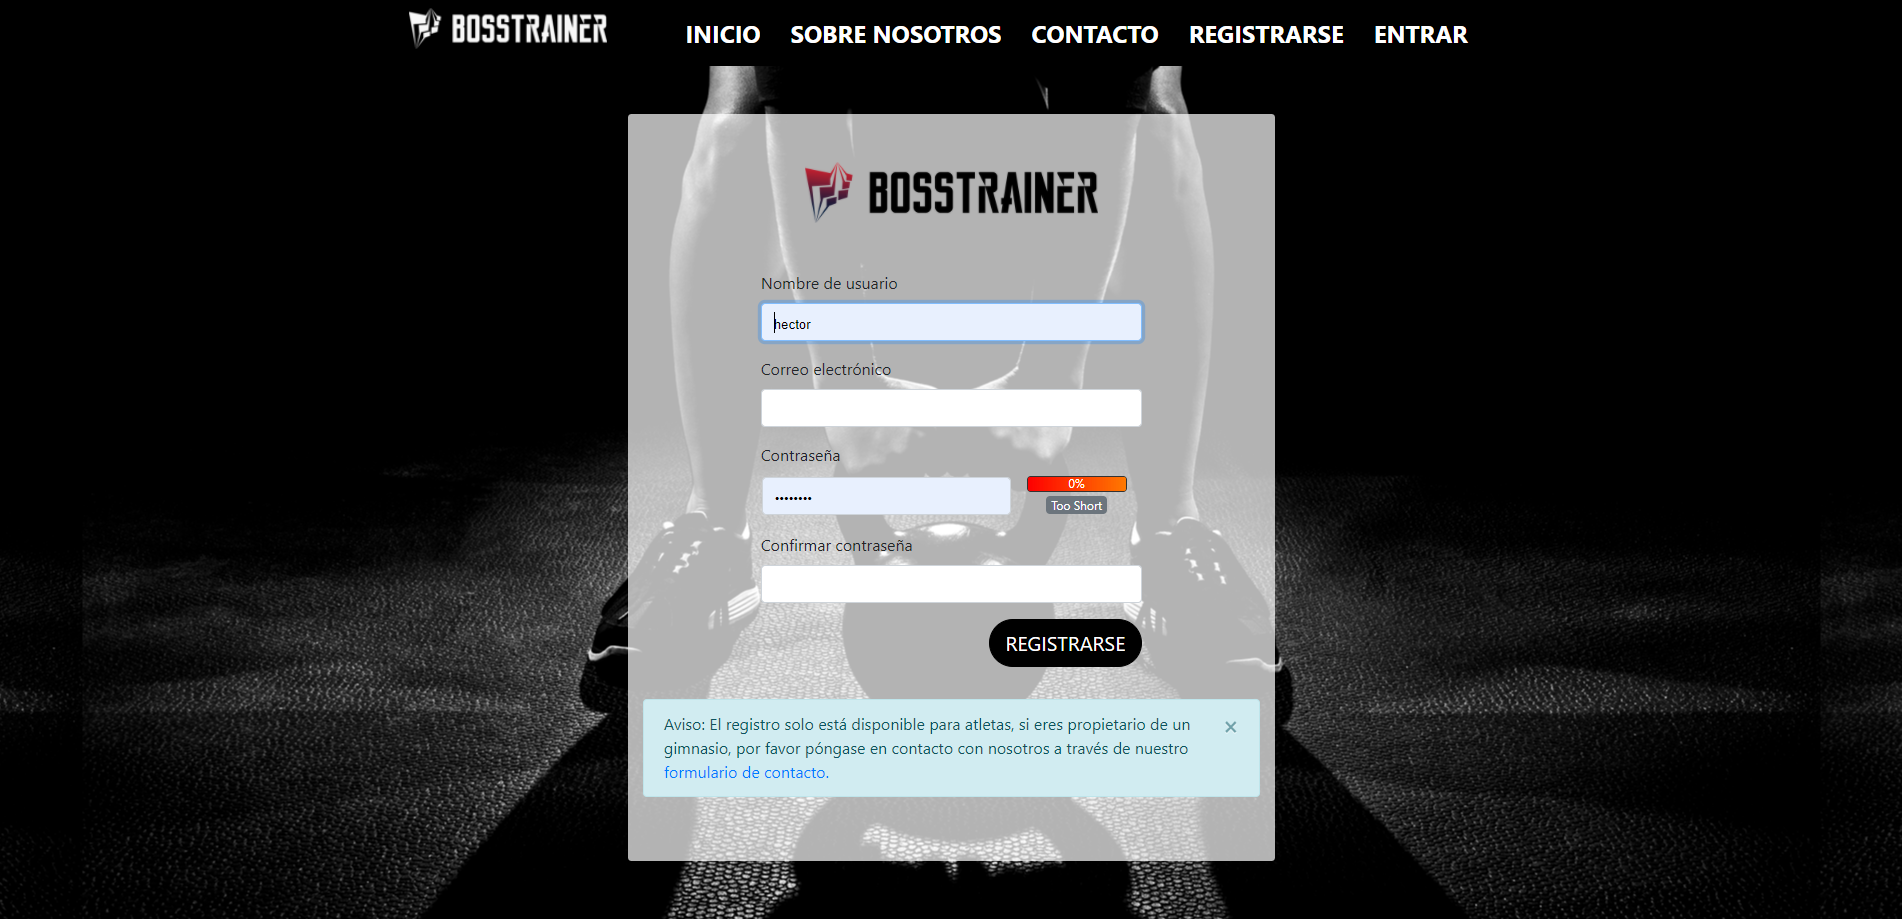 BOSSTRAINER
INICIO SOBRE NOSOTROS CONTACTO REGISTRARSE ENTRAR
BOSSTRAINER
Nombre de usuario
hector
Correo electrónico
Contraseña
••••••••
0%
Too Short
Confirmar contraseña
REGISTRARSE
Aviso: El registro solo está disponible para atletas, si eres propietario de un
gimnasio, por favor póngase en contacto con nosotros a través de nuestro
formulario de contacto.
×